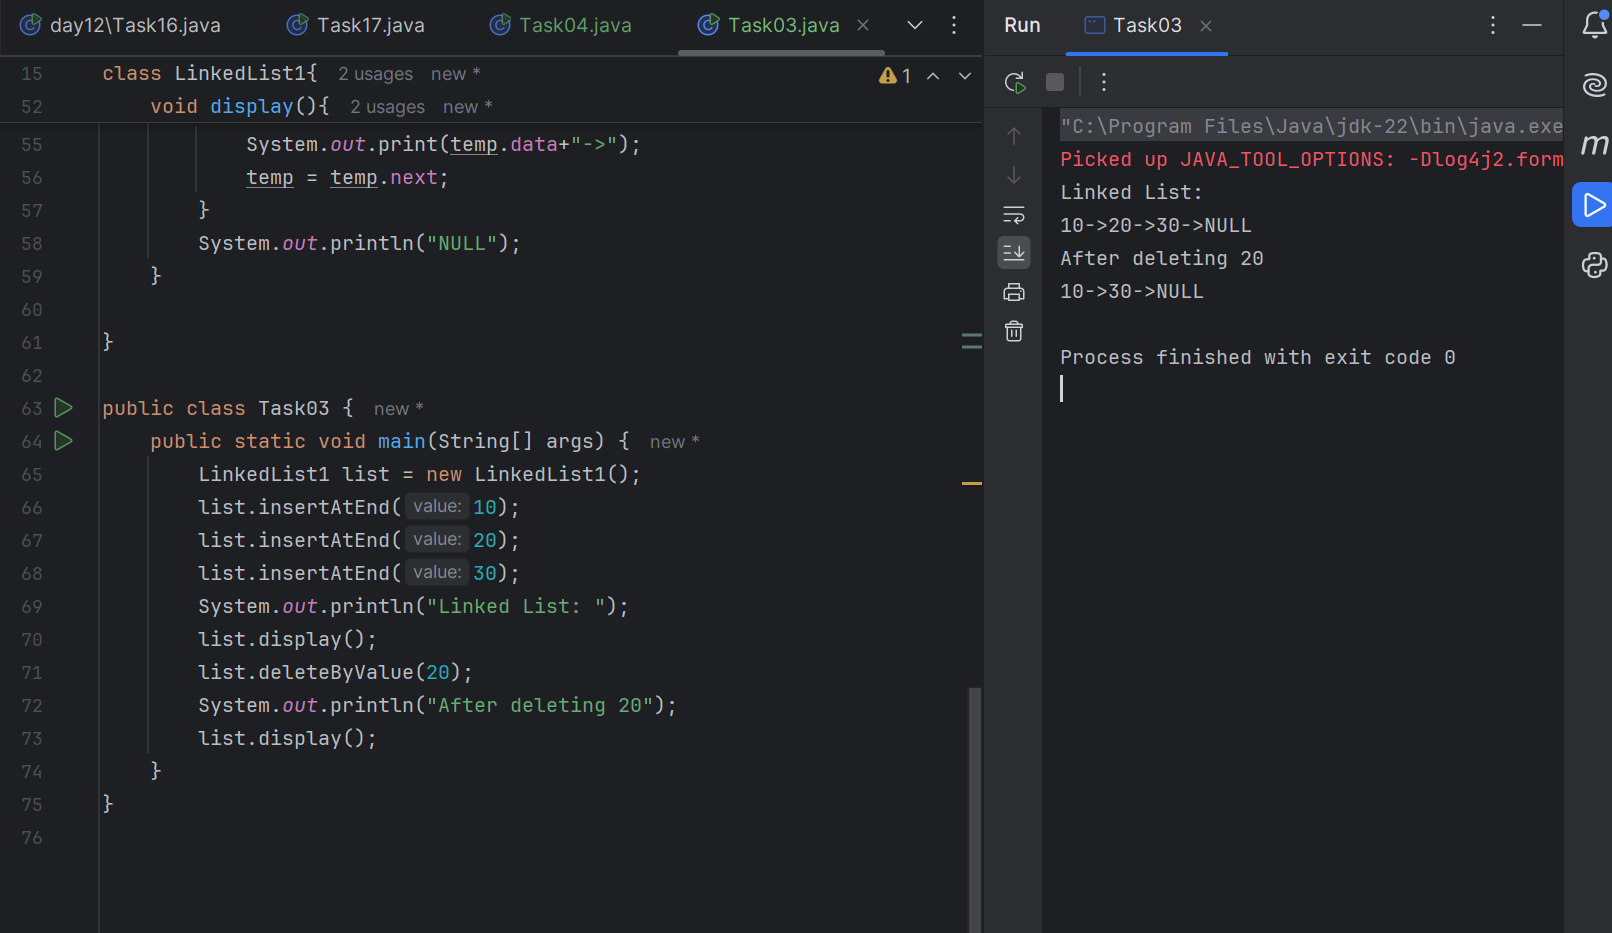 day12\Task16.java Task17.java Task04.java Task03.java
15 class LinkedList1{ 2 usages new *
1
52 void display(){ 2 usages new *
55 System.out.print(temp.data+"->");
56 temp = temp.next;
57 }
58 System.out.println("NULL");
59 }
60
61 }
62
63 public class Task03 { new *
64 public static void main(String[] args) { new *
65 LinkedList1 list = new LinkedList1();
66 list.insertAtEnd( value: 10);
67 list.insertAtEnd( value: 20);
68 list.insertAtEnd( value: 30);
69 System.out.println("Linked List: ");
70 list.display();
71 list.deleteByValue(20);
72 System.out.println("After deleting 20");
73 list.display();
74 }
75 }
76
Run Task03
"C:\Program Files\Java\jdk-22\bin\java.exe
Picked up JAVA_TOOL_OPTIONS: -Dlog4j2.form
Linked List:
10->20->30->NULL
After deleting 20
10->30->NULL
Process finished with exit code 0
m